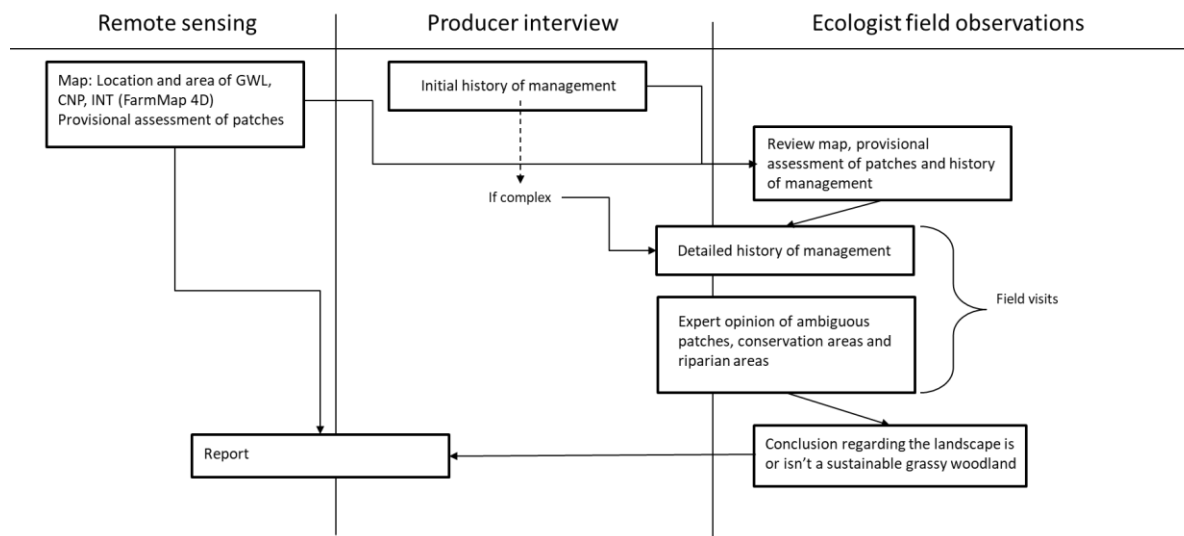 Remote sensing
Producer interview
Ecologist field observations
Map: Location and area of GWL,
CNP, INT (FarmMap 4D)
Provisional assessment of patches
Initial history of management
Review map, provisional
assessment of patches and history
of management
If complex
Detailed history of management
Expert opinion of ambiguous
patches, conservation areas and
riparian areas
Field visits
Conclusion regarding the landscape is
or isn't a sustainable grassy woodland
Report